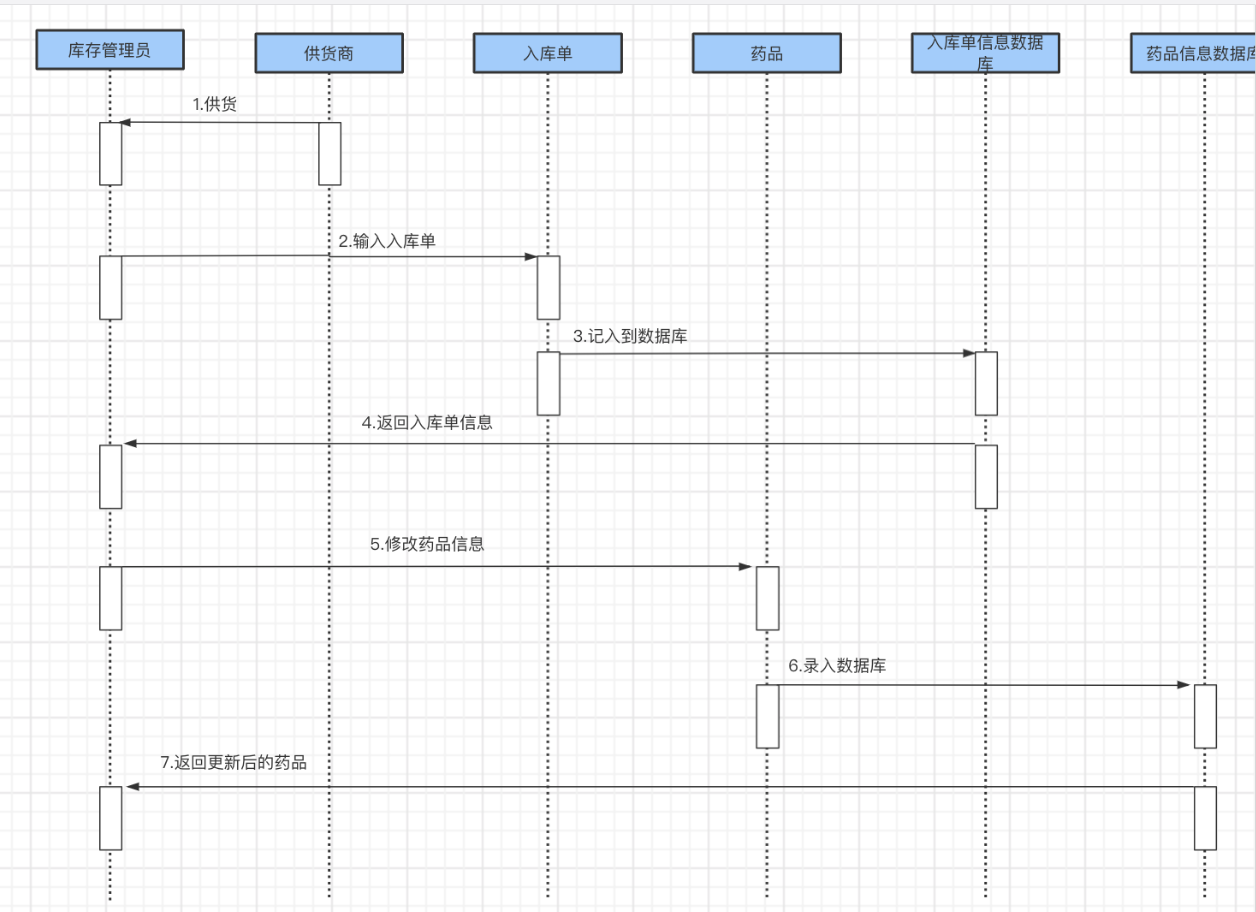 库存管理员
供货商
入库单
药品
入库单信息数据
库
药品信息数据库
1.供货
2.输入入库单
3.记入到数据库
4.返回入库单信息
5.修改药品信息
6.录入数据库
7.返回更新后的药品